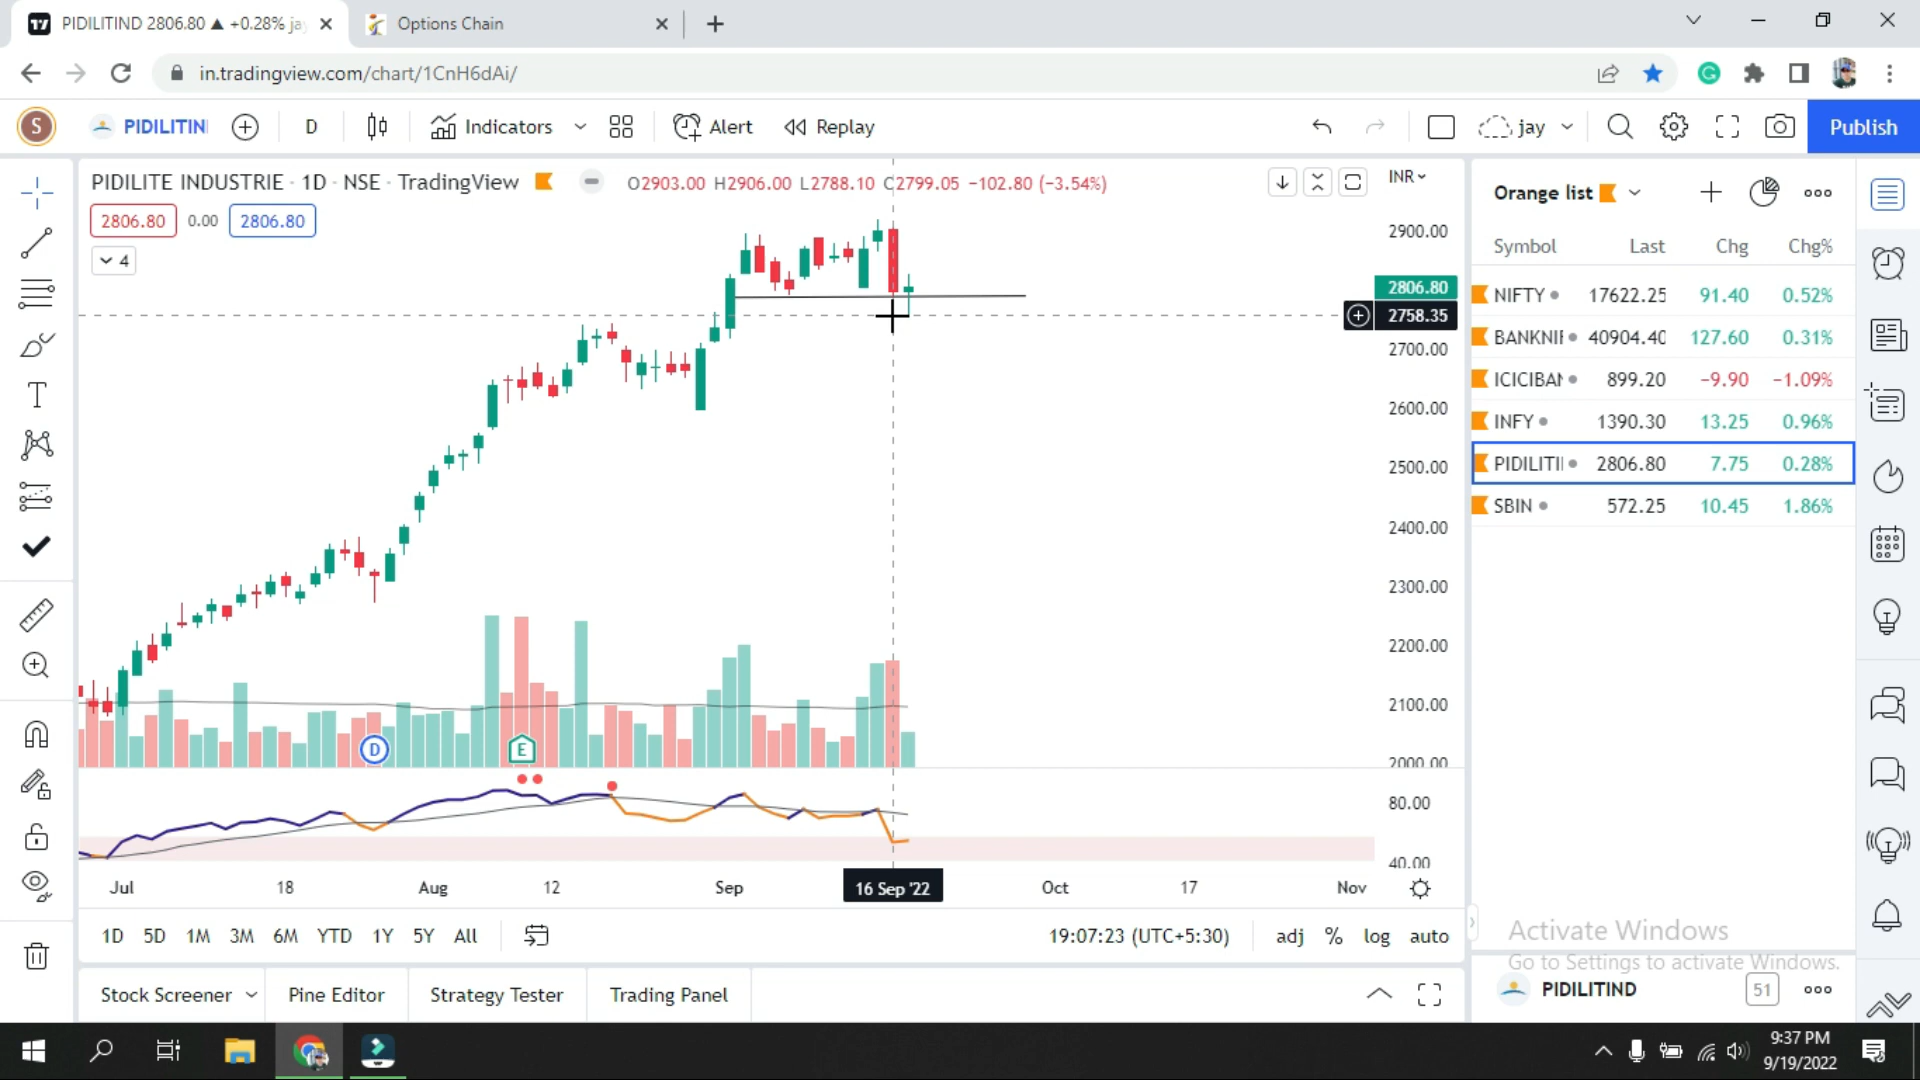 PIDILITIND 2806.80 ▲ +0.28% ja
Options Chain
in.tradingview.com/chart/1CnH6dAi/
S
PIDILITIN
D
Indicators
Alert
Replay
jay
Publish
PIDILITE INDUSTRIE · 1D · NSE · TradingView
O2903.00 H2906.00 L2788.10 C2799.05 −102.80 (−3.54%)
INR
2806.80 0.00 2806.80
4
2900.00
2806.80
2758.35
2700.00
2600.00
2500.00
2400.00
2300.00
2200.00
2100.00
2000.00
80.00
40.00
D
E
Jul 18 Aug 12 Sep 16 Sep '22 Oct 17 Nov
1D 5D 1M 3M 6M YTD 1Y 5Y All
19:07:23 (UTC+5:30) adj % log auto
Stock Screener Pine Editor Strategy Tester Trading Panel
Orange list
Symbol Last Chg Chg%
NIFTY 17622.25 91.40 0.52%
BANKNIF 40904.40 127.60 0.31%
ICICIBAN 899.20 −9.90 −1.09%
INFY 1390.30 13.25 0.96%
PIDILITI 2806.80 7.75 0.28%
SBIN 572.25 10.45 1.86%
Activate Windows
Go to Settings to activate Windows.
PIDILITIND 51
9:37 PM
9/19/2022